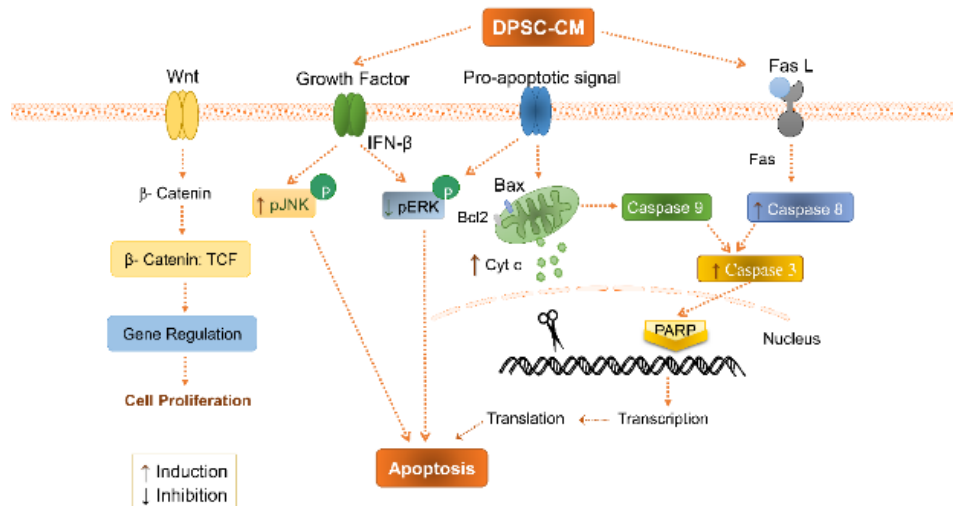 DPSC-CM
Wnt
Growth Factor
Pro-apoptotic signal
Fas L
IFN-β
Fas
β- Catenin
↑ pJNK
P
↓ pERK
P
Bax
Bcl2
Caspase 9
↑ Caspase 8
β- Catenin: TCF
↑ Cyt c
↑ Caspase 3
Gene Regulation
PARP
Nucleus
Cell Proliferation
Translation
Transcription
Apoptosis
↑ Induction
↓ Inhibition